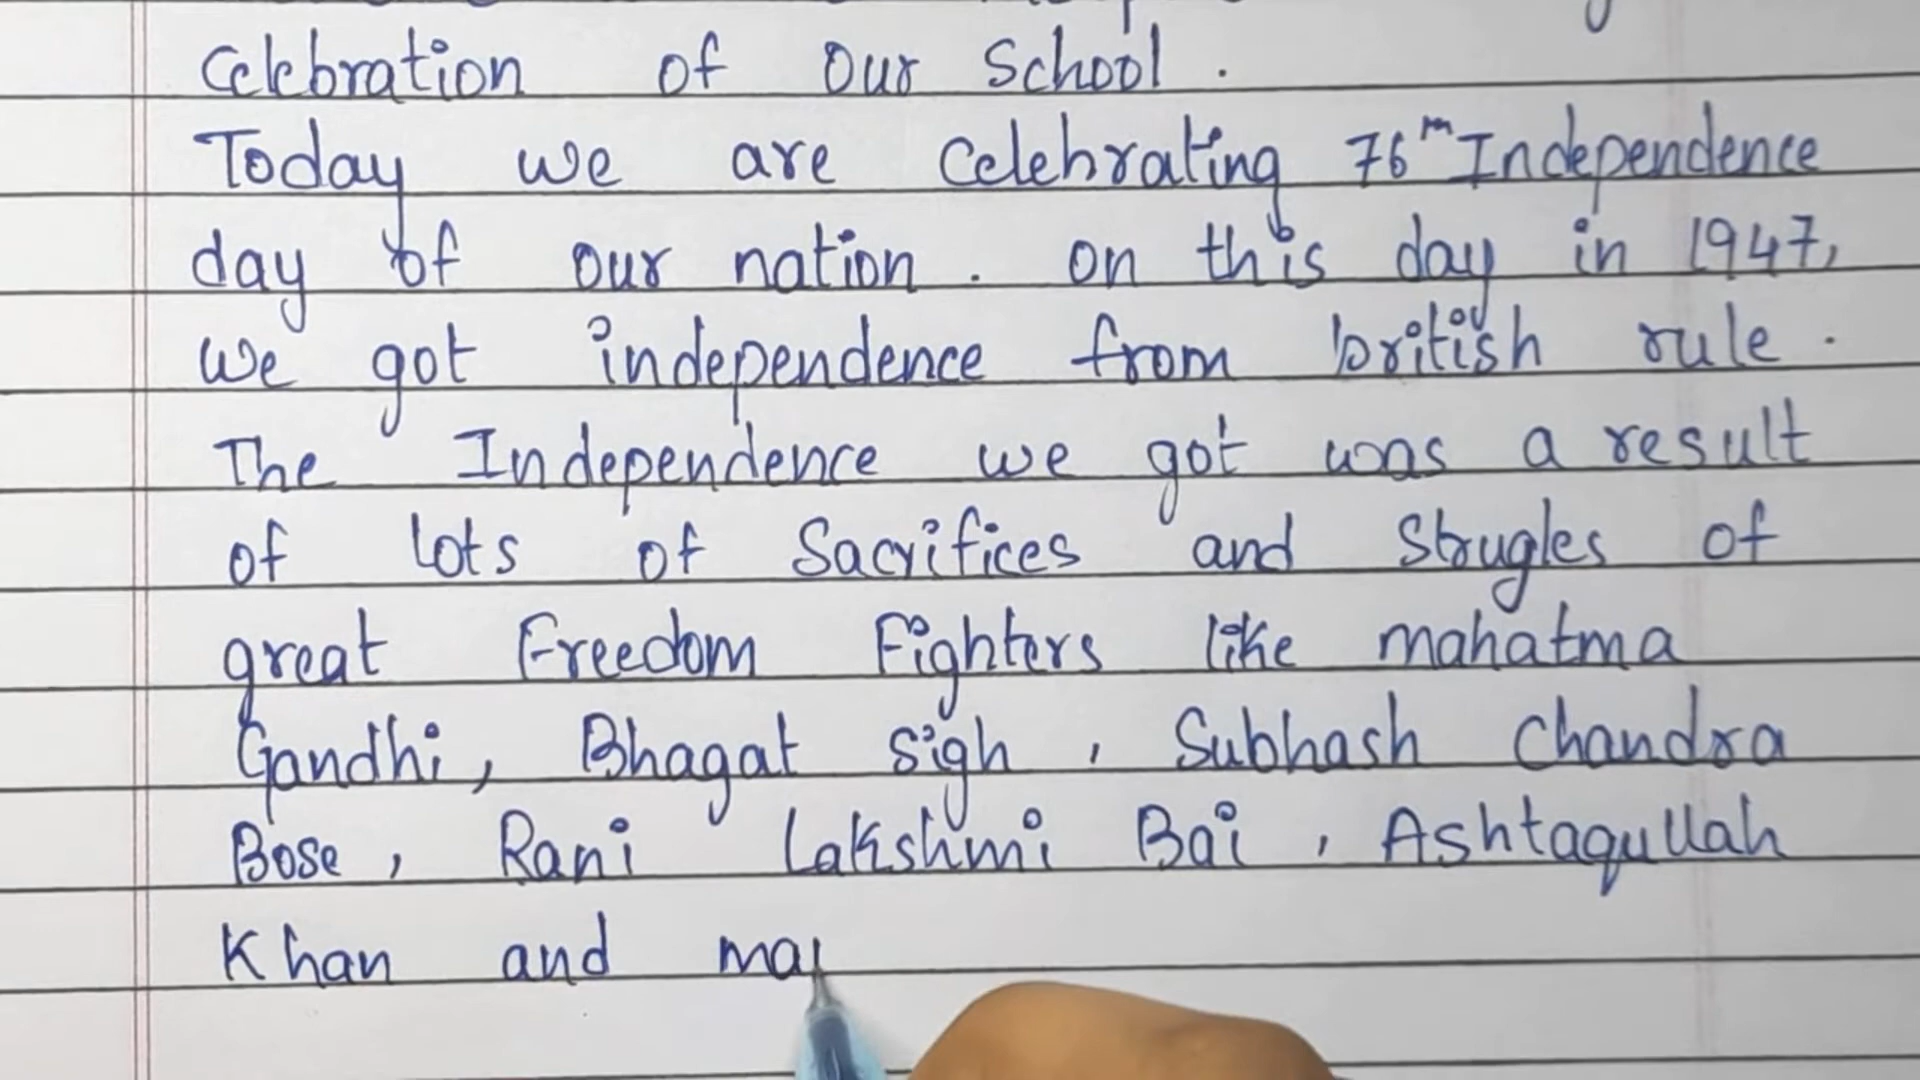 Celebration of our School.
Today we are Celebrating 76th Independence
day of our nation. on this day in 1947,
we got independence from british rule.
The Independence we got was a result
of lots of Sacrifices and Strugles of
great Freedom Fighters like mahatma
Gandhi, Bhagat sigh, Subhash Chandra
Bose, Rani Lakshmi Bai, Ashtaqullah
Khan and